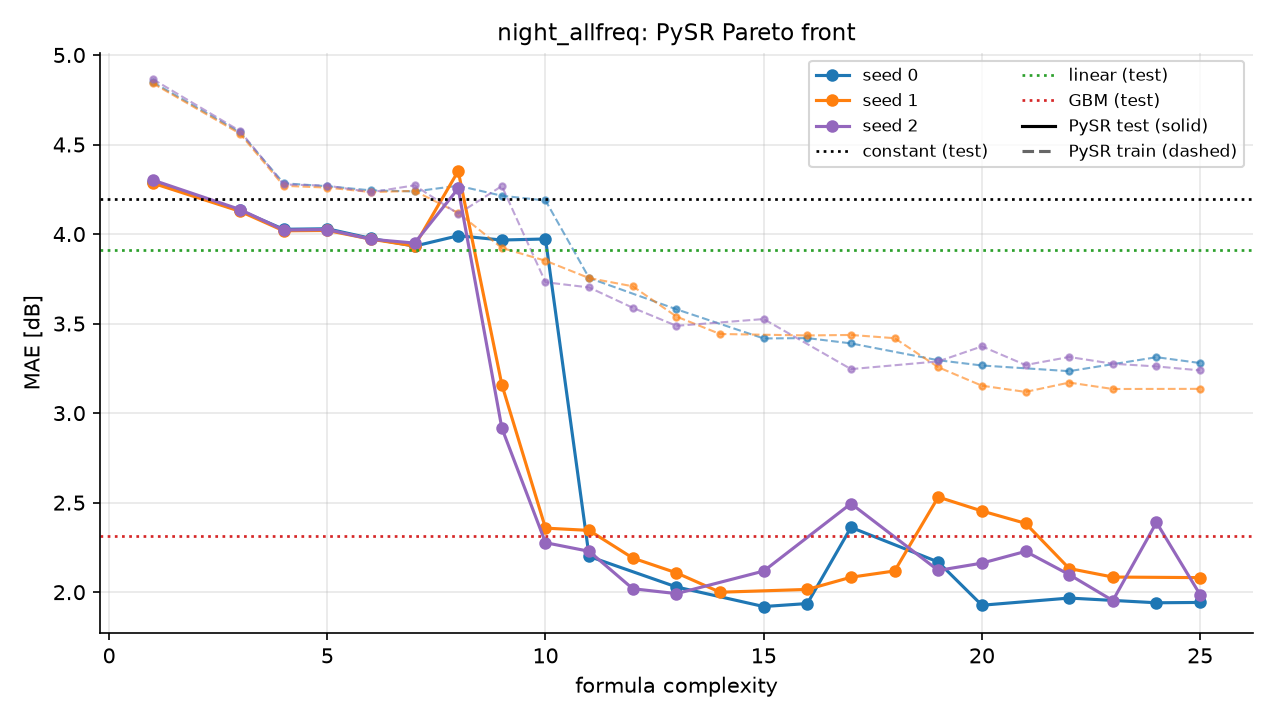 night_allfreq: PySR Pareto front
5.0
4.5
4.0
3.5
3.0
2.5
2.0
MAE [dB]
seed 0
seed 1
seed 2
constant (test)
linear (test)
GBM (test)
PySR test (solid)
PySR train (dashed)
0 5 10 15 20 25
formula complexity